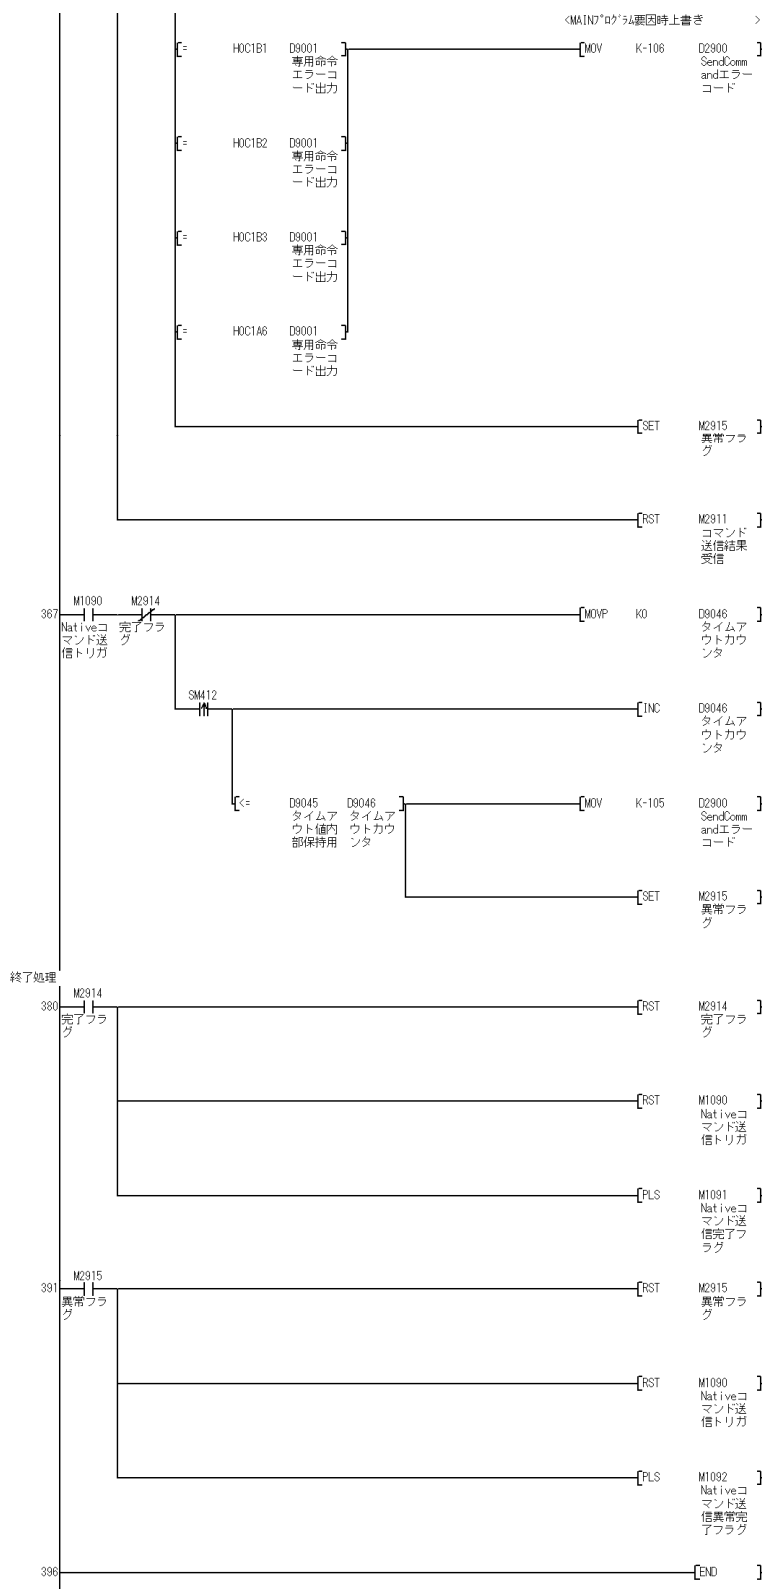 <MAINﾌﾟﾛｸﾞﾗﾑ要因時上書き >
[= H0C1B1 D9001 ] [MOV K-106 D2900 ]
専用命令 SendComm
エラーコ andエラー
ード出力 コード
[= H0C1B2 D9001 ]
専用命令
エラーコ
ード出力
[= H0C1B3 D9001 ]
専用命令
エラーコ
ード出力
[= H0C1A6 D9001 ]
専用命令
エラーコ
ード出力
[SET M2915 ]
異常フラ
グ
[RST M2911 ]
コマンド
送信結果
受信
M1090 M2914
367 [MOVP K0 D9046 ]
Nativeコ 完了フラ タイムア
マンド送 グ ウトカウ
信トリガ ンタ
SM412
[INC D9046 ]
タイムア
ウトカウ
ンタ
[<= D9045 D9046 ] [MOV K-105 D2900 ]
タイムア タイムア SendComm
ウト値内 ウトカウ andエラー
部保持用 ンタ コード
[SET M2915 ]
異常フラ
グ
終了処理
M2914
380 [RST M2914 ]
完了フラ 完了フラ
グ グ
[RST M1090 ]
Nativeコ
マンド送
信トリガ
[PLS M1091 ]
Nativeコ
マンド送
信完了フ
ラグ
M2915
391 [RST M2915 ]
異常フラ 異常フラ
グ グ
[RST M1090 ]
Nativeコ
マンド送
信トリガ
[PLS M1092 ]
Nativeコ
マンド送
信異常完
了フラグ
396 [END ]